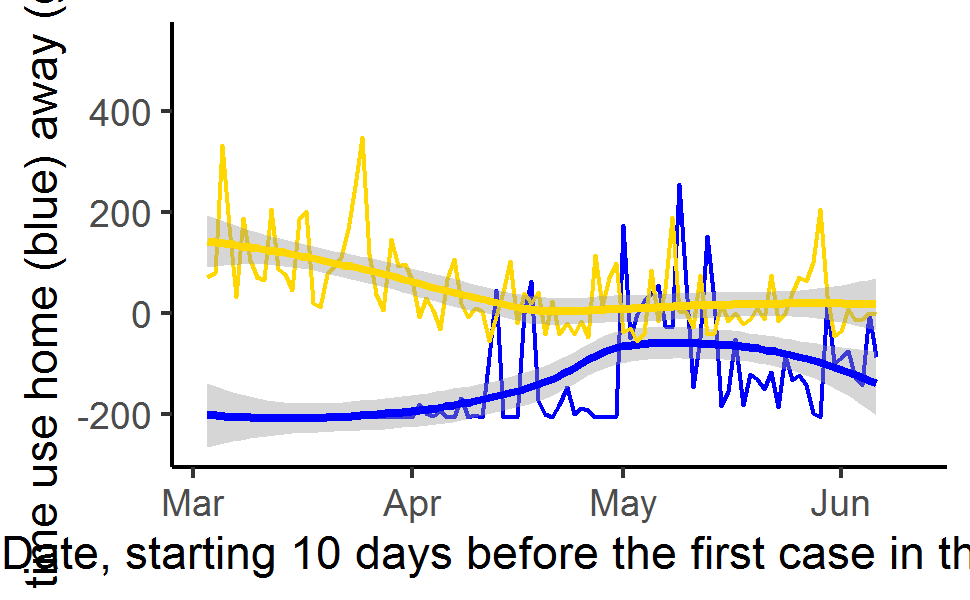 time use home (blue) away (
400
200
0
-200
Mar Apr May Jun
Date, starting 10 days before the first case in th